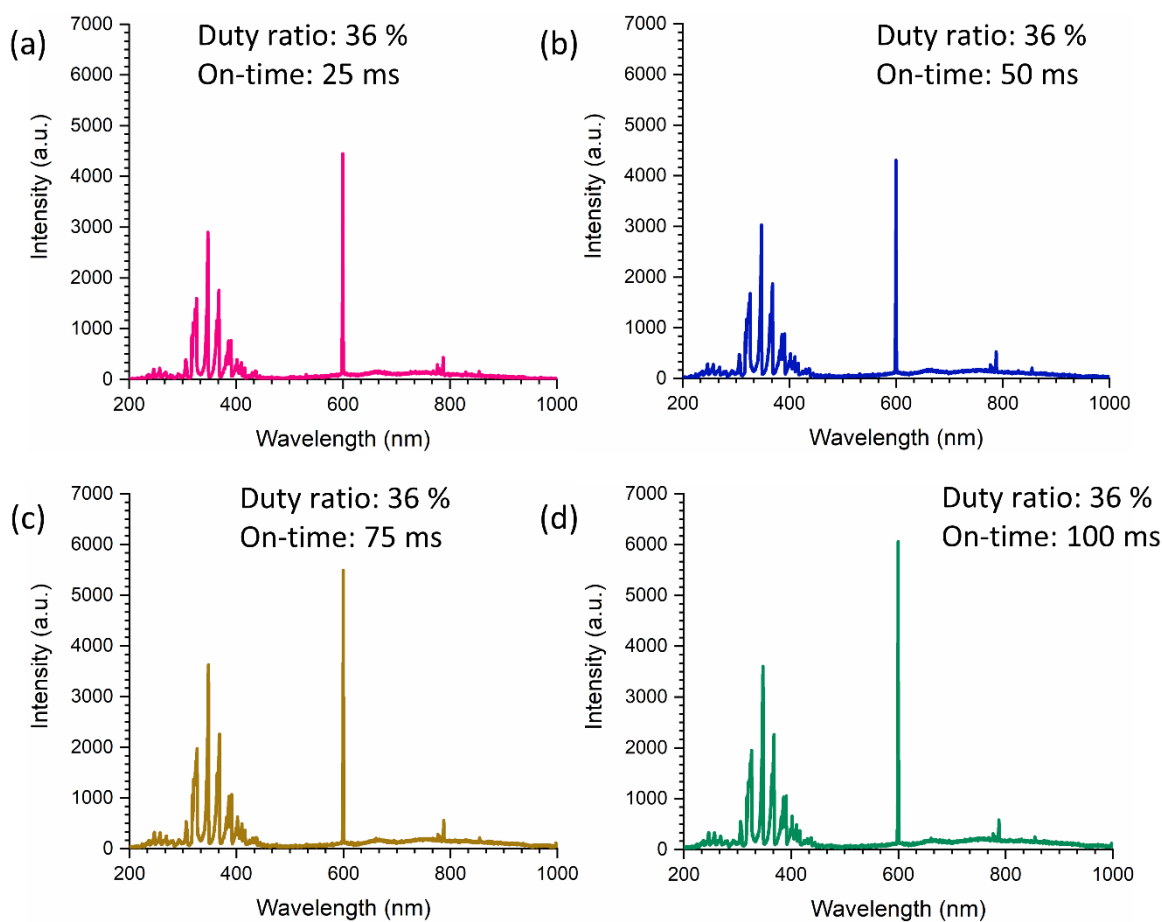 (a)
Duty ratio: 36 %
On-time: 25 ms
7000
6000
5000
4000
3000
2000
1000
0
Intensity (a.u.)
200 400 600 800 1000
Wavelength (nm)
(b)
Duty ratio: 36 %
On-time: 50 ms
7000
6000
5000
4000
3000
2000
1000
0
Intensity (a.u.)
200 400 600 800 1000
Wavelength (nm)
(c)
Duty ratio: 36 %
On-time: 75 ms
7000
6000
5000
4000
3000
2000
1000
0
Intensity (a.u.)
200 400 600 800 1000
Wavelength (nm)
(d)
Duty ratio: 36 %
On-time: 100 ms
7000
6000
5000
4000
3000
2000
1000
0
Intensity (a.u.)
200 400 600 800 1000
Wavelength (nm)